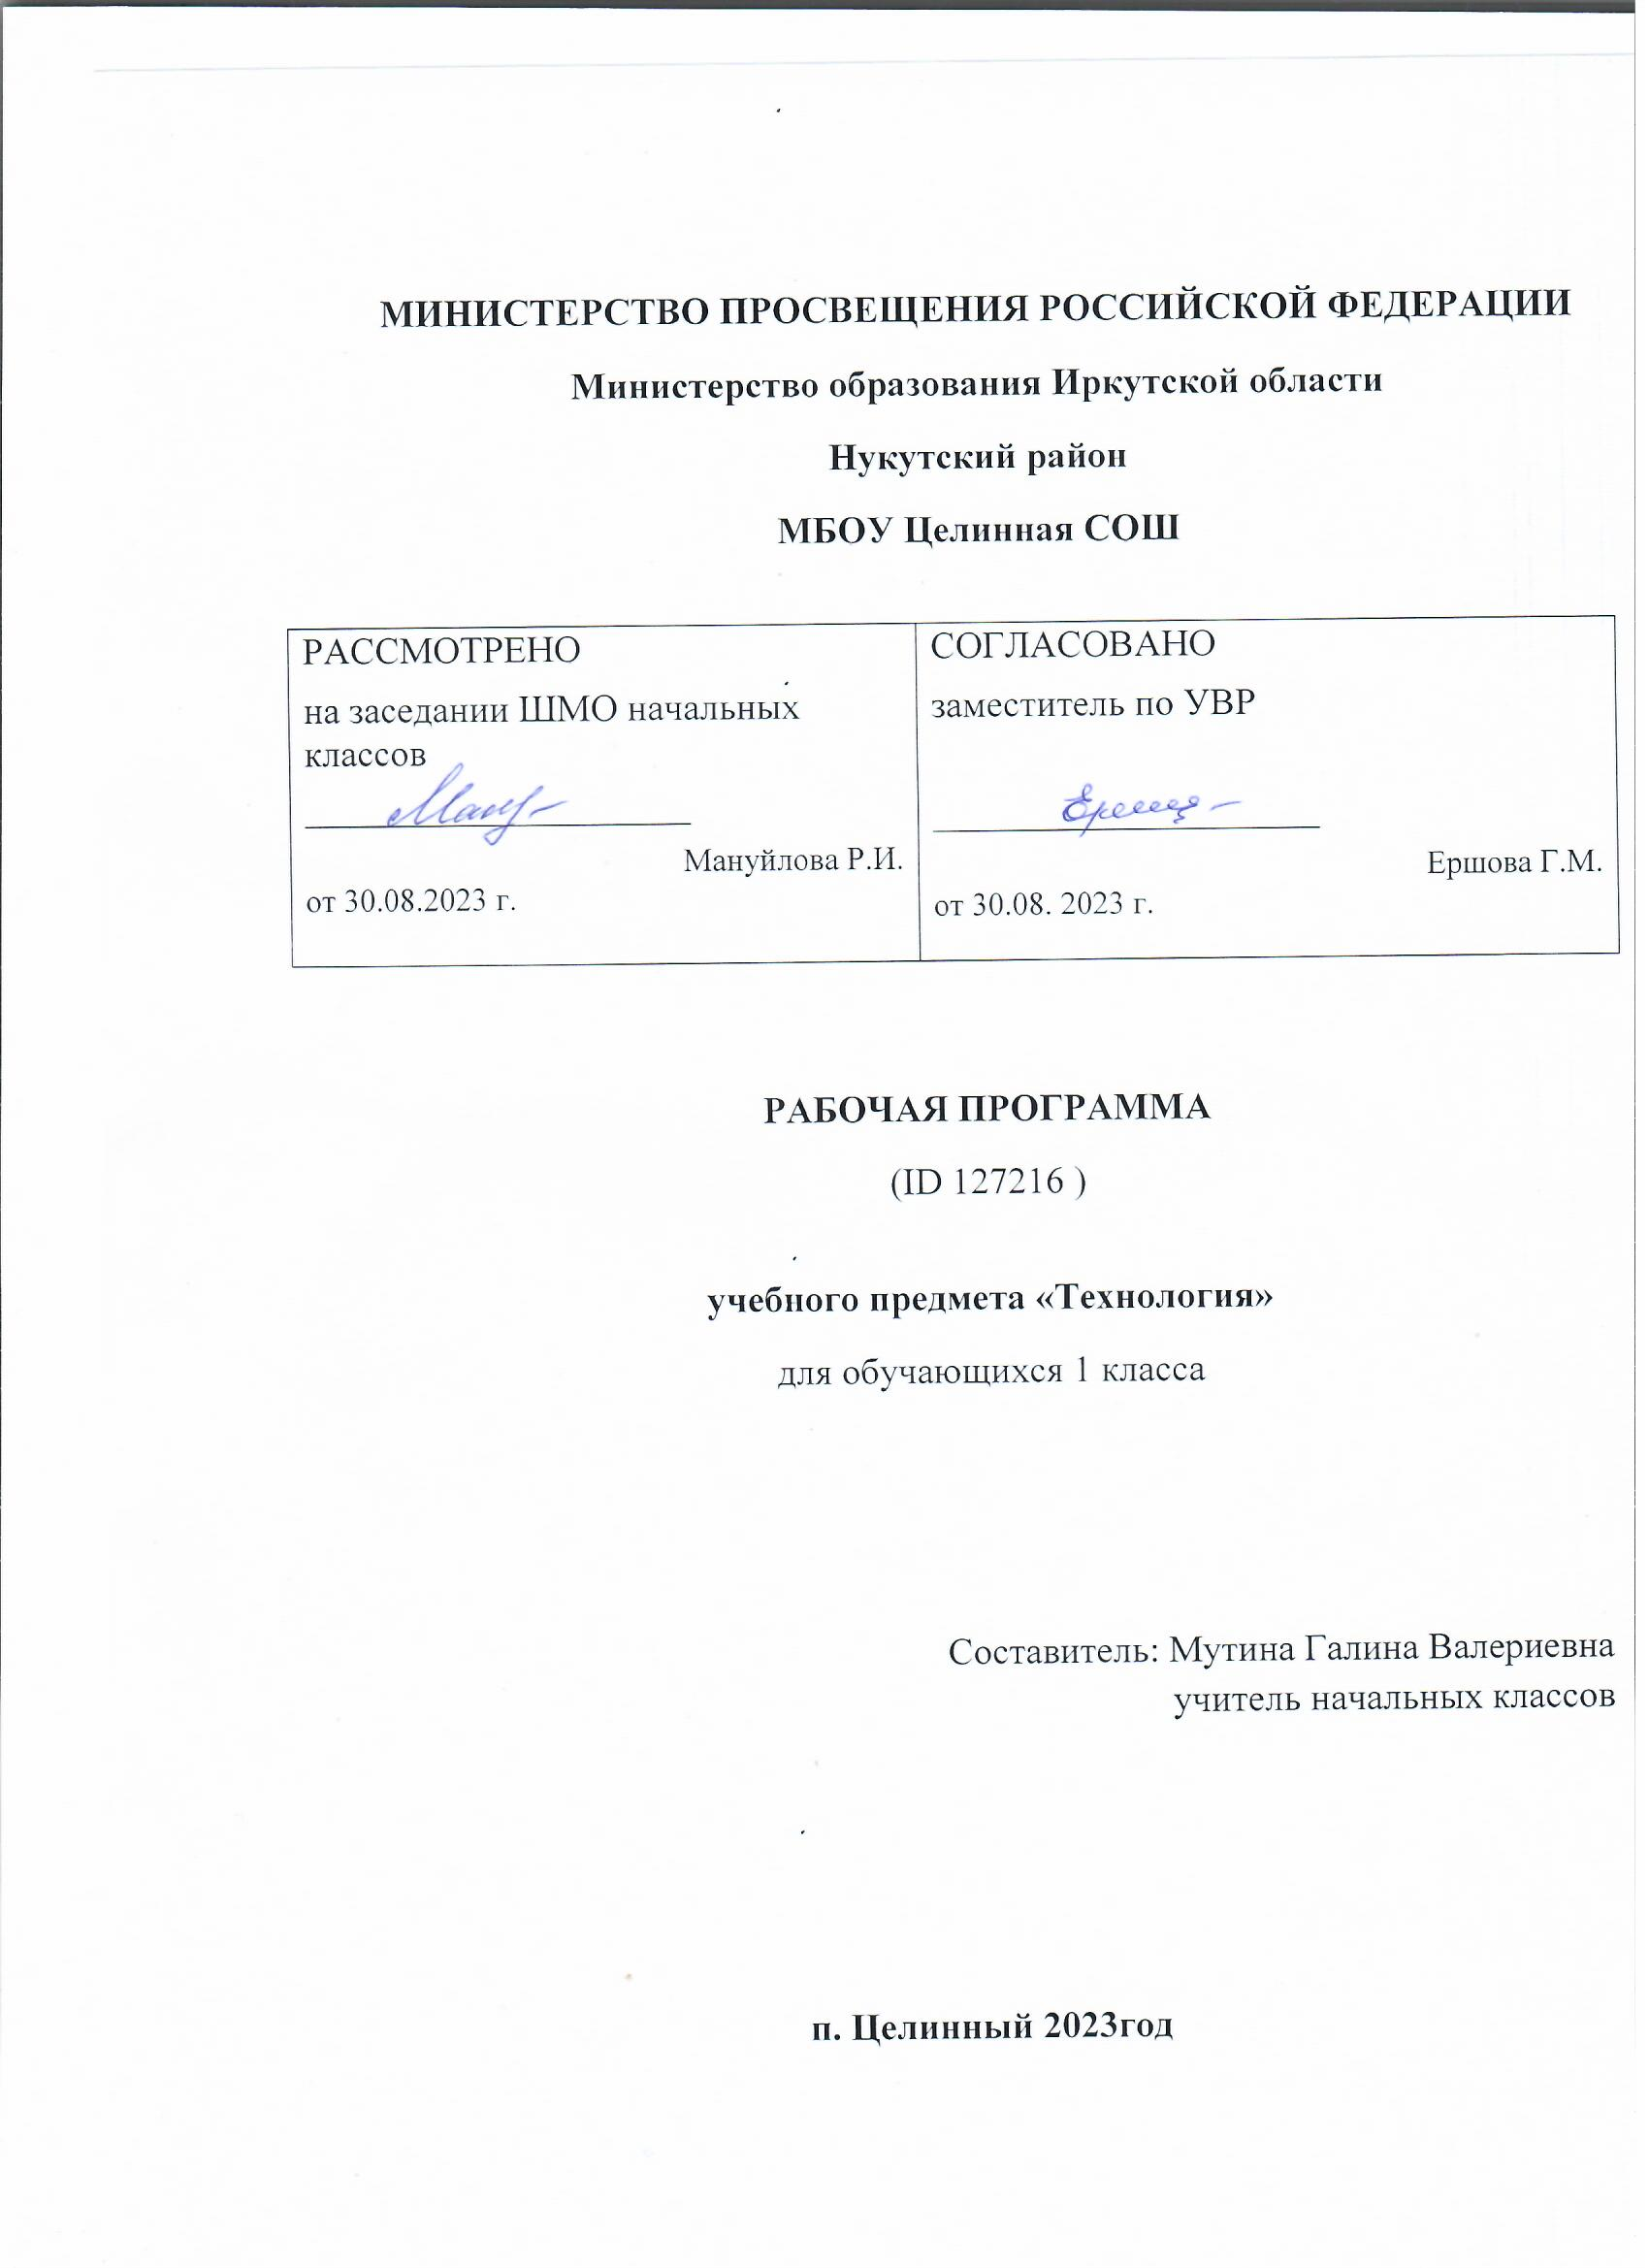 МИНИСТЕРСТВО ПРОСВЕЩЕНИЯ РОССИЙСКОЙ ФЕДЕРАЦИИ
Министерство образования Иркутской области
Нукутский район
МБОУ Целинная СОШ
РАССМОТРЕНО
на заседании ШМО начальных
классов
Мануйлова Р.И.
от 30.08.2023 г.
СОГЛАСОВАНО
заместитель по УВР
Ершова Г.М.
от 30.08. 2023 г.
РАБОЧАЯ ПРОГРАММА
(ID 127216 )
учебного предмета «Технология»
для обучающихся 1 класса
Составитель: Мутина Галина Валериевна
учитель начальных классов
п. Целинный 2023год